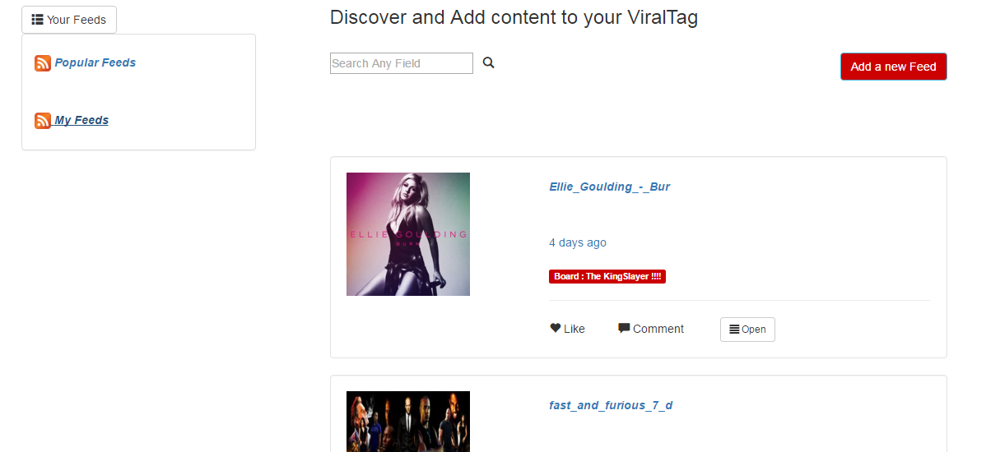 Your Feeds
Popular Feeds
My Feeds
Discover and Add content to your ViralTag
Search Any Field
Add a new Feed
ELLIE GOULDING
BURN
Ellie_Goulding_-_Bur
4 days ago
Board : The KingSlayer !!!!
Like
Comment
Open
fast_and_furious_7_d